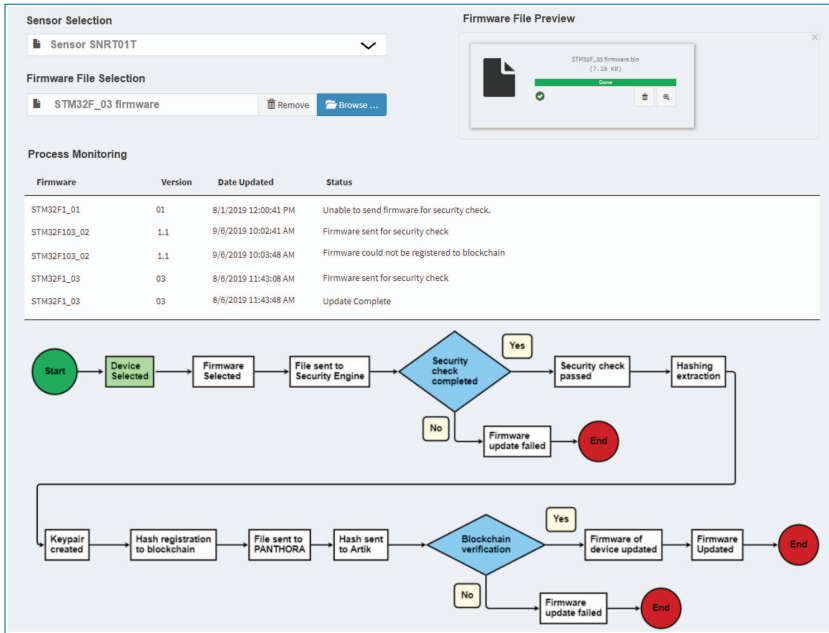 Sensor Selection
Sensor SNRT01T
Firmware File Selection
STM32F_03 firmware
Remove
Browse ...
Firmware File Preview
×
STM32F_03 firmware.bin
(7.28 KB)
Done
Process Monitoring
Firmware Version Date Updated Status
STM32F1_01 01 8/1/2019 12:00:41 PM Unable to send firmware for security check.
STM32F103_02 1.1 9/6/2019 10:02:41 AM Firmware sent for security check
STM32F103_02 1.1 9/6/2019 10:03:48 AM Firmware could not be registered to blockchain
STM32F1_03 03 8/6/2019 11:43:08 AM Firmware sent for security check
STM32F1_03 03 8/6/2019 11:43:48 AM Update Complete
Start
Device
Selected
Firmware
Selected
File sent to
Security Engine
Security
check
completed
Yes
Security check
passed
Hashing
extraction
No
Firmware
update failed
End
Keypair
created
Hash registration
to blockchain
File sent to
PANTHORA
Hash sent
to Artik
Blockchain
verification
Yes
Firmware of
device updated
Firmware
Updated
End
No
Firmware
update failed
End